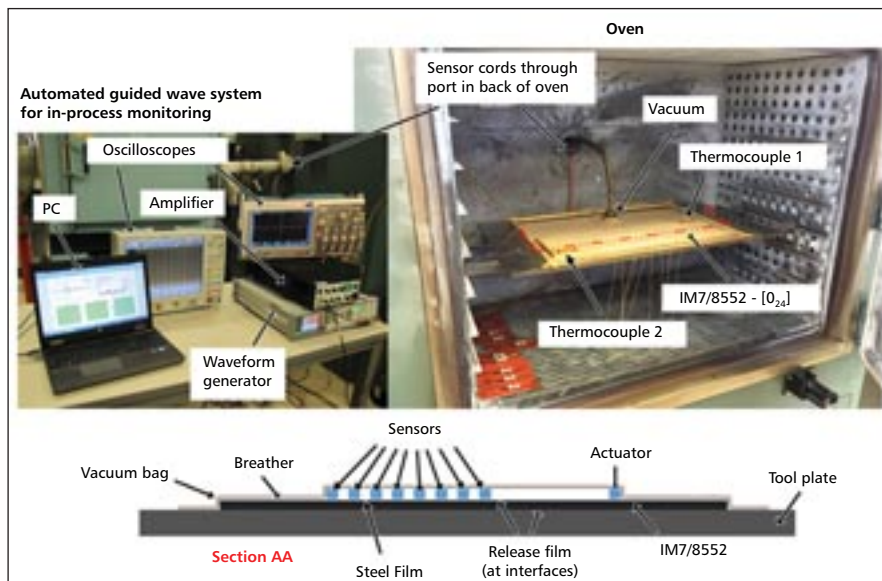 Oven
Automated guided wave system
for in-process monitoring
Sensor cords through
port in back of oven
Oscilloscopes
PC
Amplifier
Waveform
generator
Vacuum
Thermocouple 1
IM7/8552 - [0₂₄]
Thermocouple 2
Sensors
Actuator
Vacuum bag
Breather
Tool plate
Section AA
Steel Film
Release film
(at interfaces)
IM7/8552